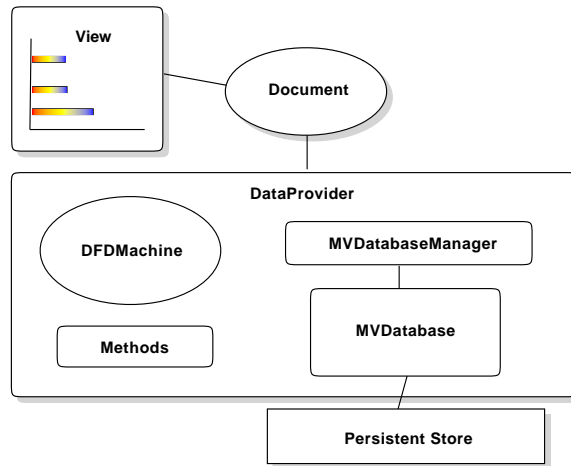 View
Document
DataProvider
DFDMachine
MVDatabaseManager
MVDatabase
Methods
Persistent Store